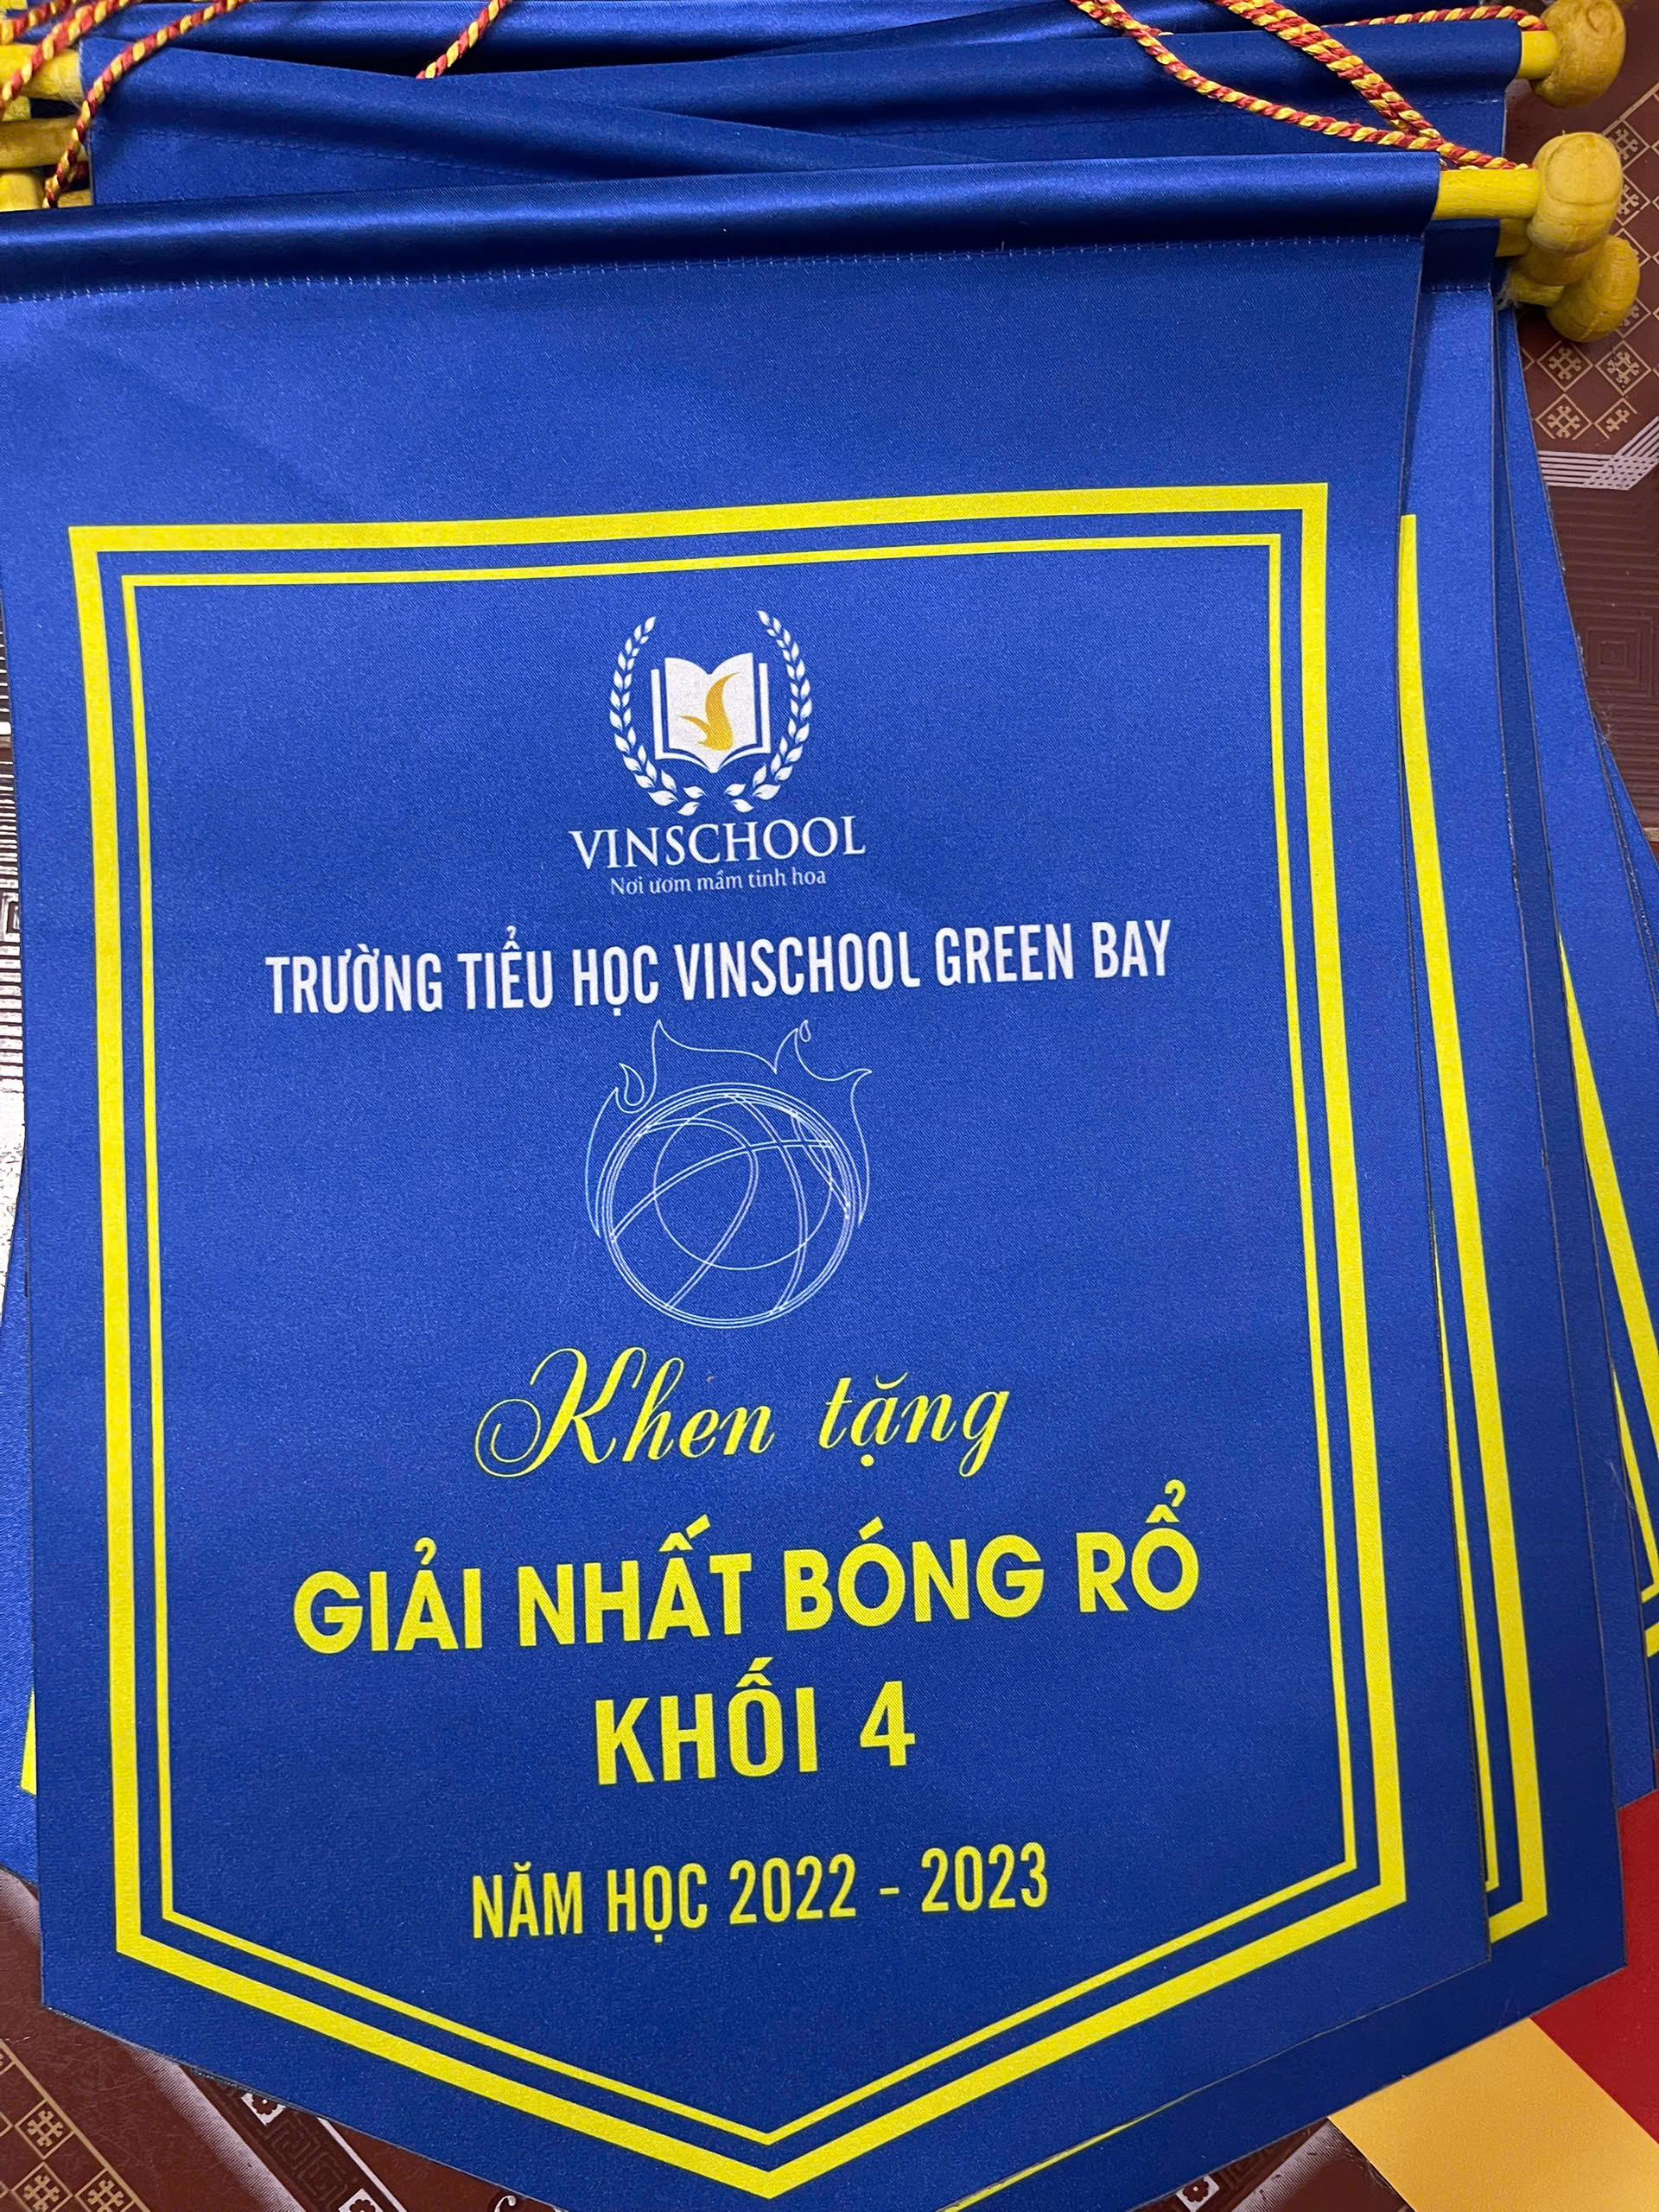 VINSCHOOL
Nơi ươm mầm tinh hoa
TRƯỜNG TIỂU HỌC VINSCHOOL GREEN BAY
Khen tặng
GIẢI NHẤT BÓNG RỔ
KHỐI 4
NĂM HỌC 2022 - 2023